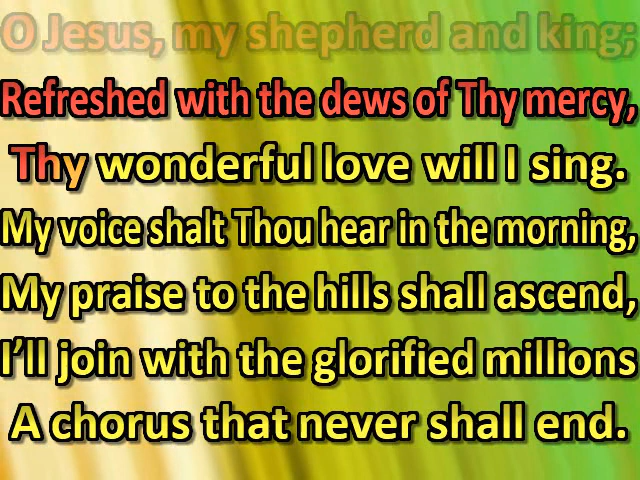 O Jesus, my shepherd and king;
Refreshed with the dews of Thy mercy,
Thy wonderful love will I sing.
My voice shalt Thou hear in the morning,
My praise to the hills shall ascend,
I’ll join with the glorified millions
A chorus that never shall end.